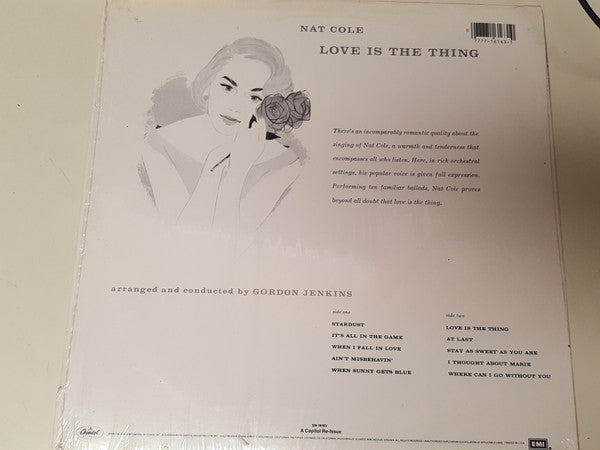 NAT COLE
LOVE IS THE THING
There's an incomparably romantic quality about the
singing of Nat Cole, a warmth and tenderness that
encompasses all who listen. Here, in rich orchestral
settings, his popular voice is given full expression.
Performing ten familiar ballads, Nat Cole proves
beyond all doubt that love is the thing.
arranged and conducted by GORDON JENKINS
side one
STARDUST
IT'S ALL IN THE GAME
WHEN I FALL IN LOVE
AIN'T MISBEHAVIN'
WHEN SUNNY GETS BLUE
side two
LOVE IS THE THING
AT LAST
STAY AS SWEET AS YOU ARE
I THOUGHT ABOUT MARIE
WHERE CAN I GO WITHOUT YOU
Capitol
A Capitol Re-Issue
EMI